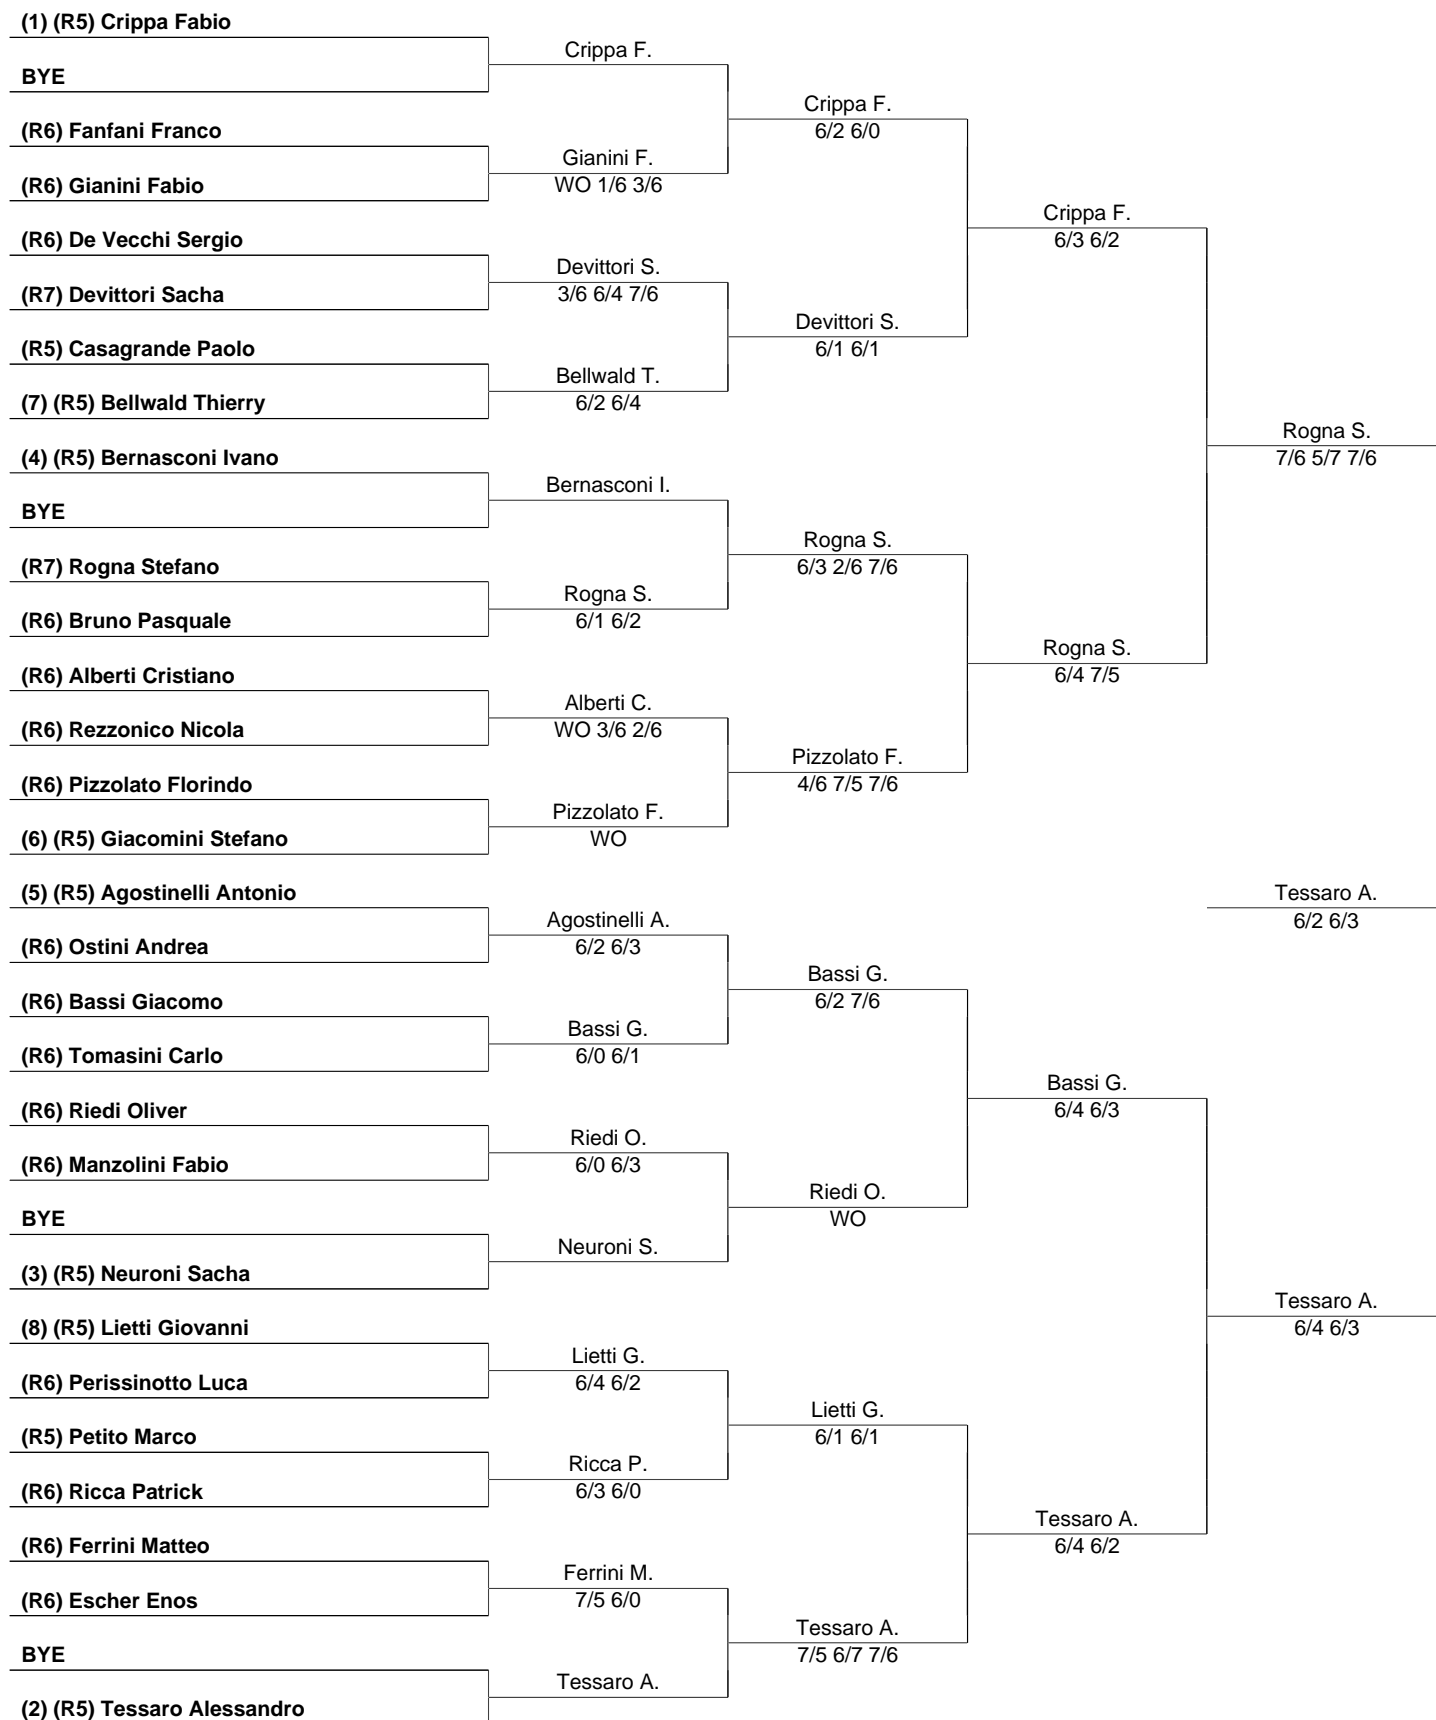 (1) (R5) Crippa Fabio
BYE
(R6) Fanfani Franco
(R6) Gianini Fabio
(R6) De Vecchi Sergio
(R7) Devittori Sacha
(R5) Casagrande Paolo
(7) (R5) Bellwald Thierry
(4) (R5) Bernasconi Ivano
BYE
(R7) Rogna Stefano
(R6) Bruno Pasquale
(R6) Alberti Cristiano
(R6) Rezzonico Nicola
(R6) Pizzolato Florindo
(6) (R5) Giacomini Stefano
(5) (R5) Agostinelli Antonio
(R6) Ostini Andrea
(R6) Bassi Giacomo
(R6) Tomasini Carlo
(R6) Riedi Oliver
(R6) Manzolini Fabio
BYE
(3) (R5) Neuroni Sacha
(8) (R5) Lietti Giovanni
(R6) Perissinotto Luca
(R5) Petito Marco
(R6) Ricca Patrick
(R6) Ferrini Matteo
(R6) Escher Enos
BYE
(2) (R5) Tessaro Alessandro
Crippa F.
Gianini F.
WO 1/6 3/6
Devittori S.
3/6 6/4 7/6
Bellwald T.
6/2 6/4
Bernasconi I.
Rogna S.
6/1 6/2
Alberti C.
WO 3/6 2/6
Pizzolato F.
WO
Agostinelli A.
6/2 6/3
Bassi G.
6/0 6/1
Riedi O.
6/0 6/3
Neuroni S.
Lietti G.
6/4 6/2
Ricca P.
6/3 6/0
Ferrini M.
7/5 6/0
Tessaro A.
Crippa F.
6/2 6/0
Devittori S.
6/1 6/1
Rogna S.
6/3 2/6 7/6
Pizzolato F.
4/6 7/5 7/6
Bassi G.
6/2 7/6
Riedi O.
WO
Lietti G.
6/1 6/1
Tessaro A.
7/5 6/7 7/6
Crippa F.
6/3 6/2
Rogna S.
6/4 7/5
Bassi G.
6/4 6/3
Tessaro A.
6/4 6/2
Rogna S.
7/6 5/7 7/6
Tessaro A.
6/2 6/3
Tessaro A.
6/4 6/3